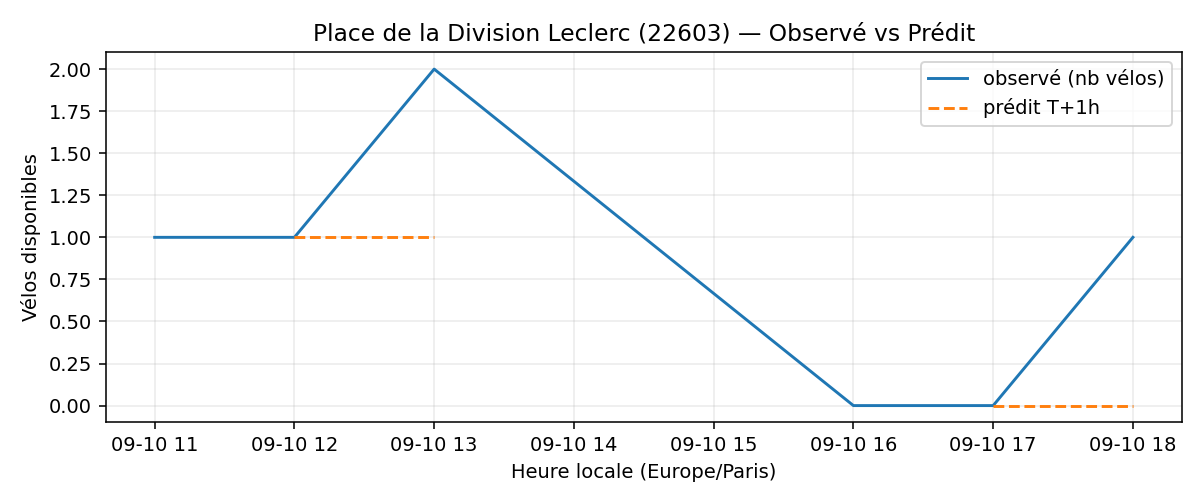 Place de la Division Leclerc (22603) — Observé vs Prédit
observé (nb vélos)
prédit T+1h
Vélos disponibles
2.00
1.75
1.50
1.25
1.00
0.75
0.50
0.25
0.00
09-10 11 09-10 12 09-10 13 09-10 14 09-10 15 09-10 16 09-10 17 09-10 18
Heure locale (Europe/Paris)